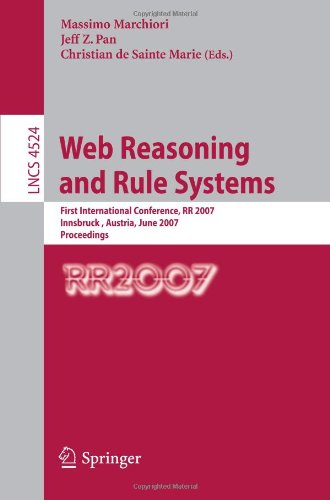 Massimo Marchiori
Jeff Z. Pan
Christian de Sainte Marie (Eds.)
LNCS 4524
Web Reasoning
and Rule Systems
First International Conference, RR 2007
Innsbruck , Austria, June 2007
Proceedings
RR2007
Springer